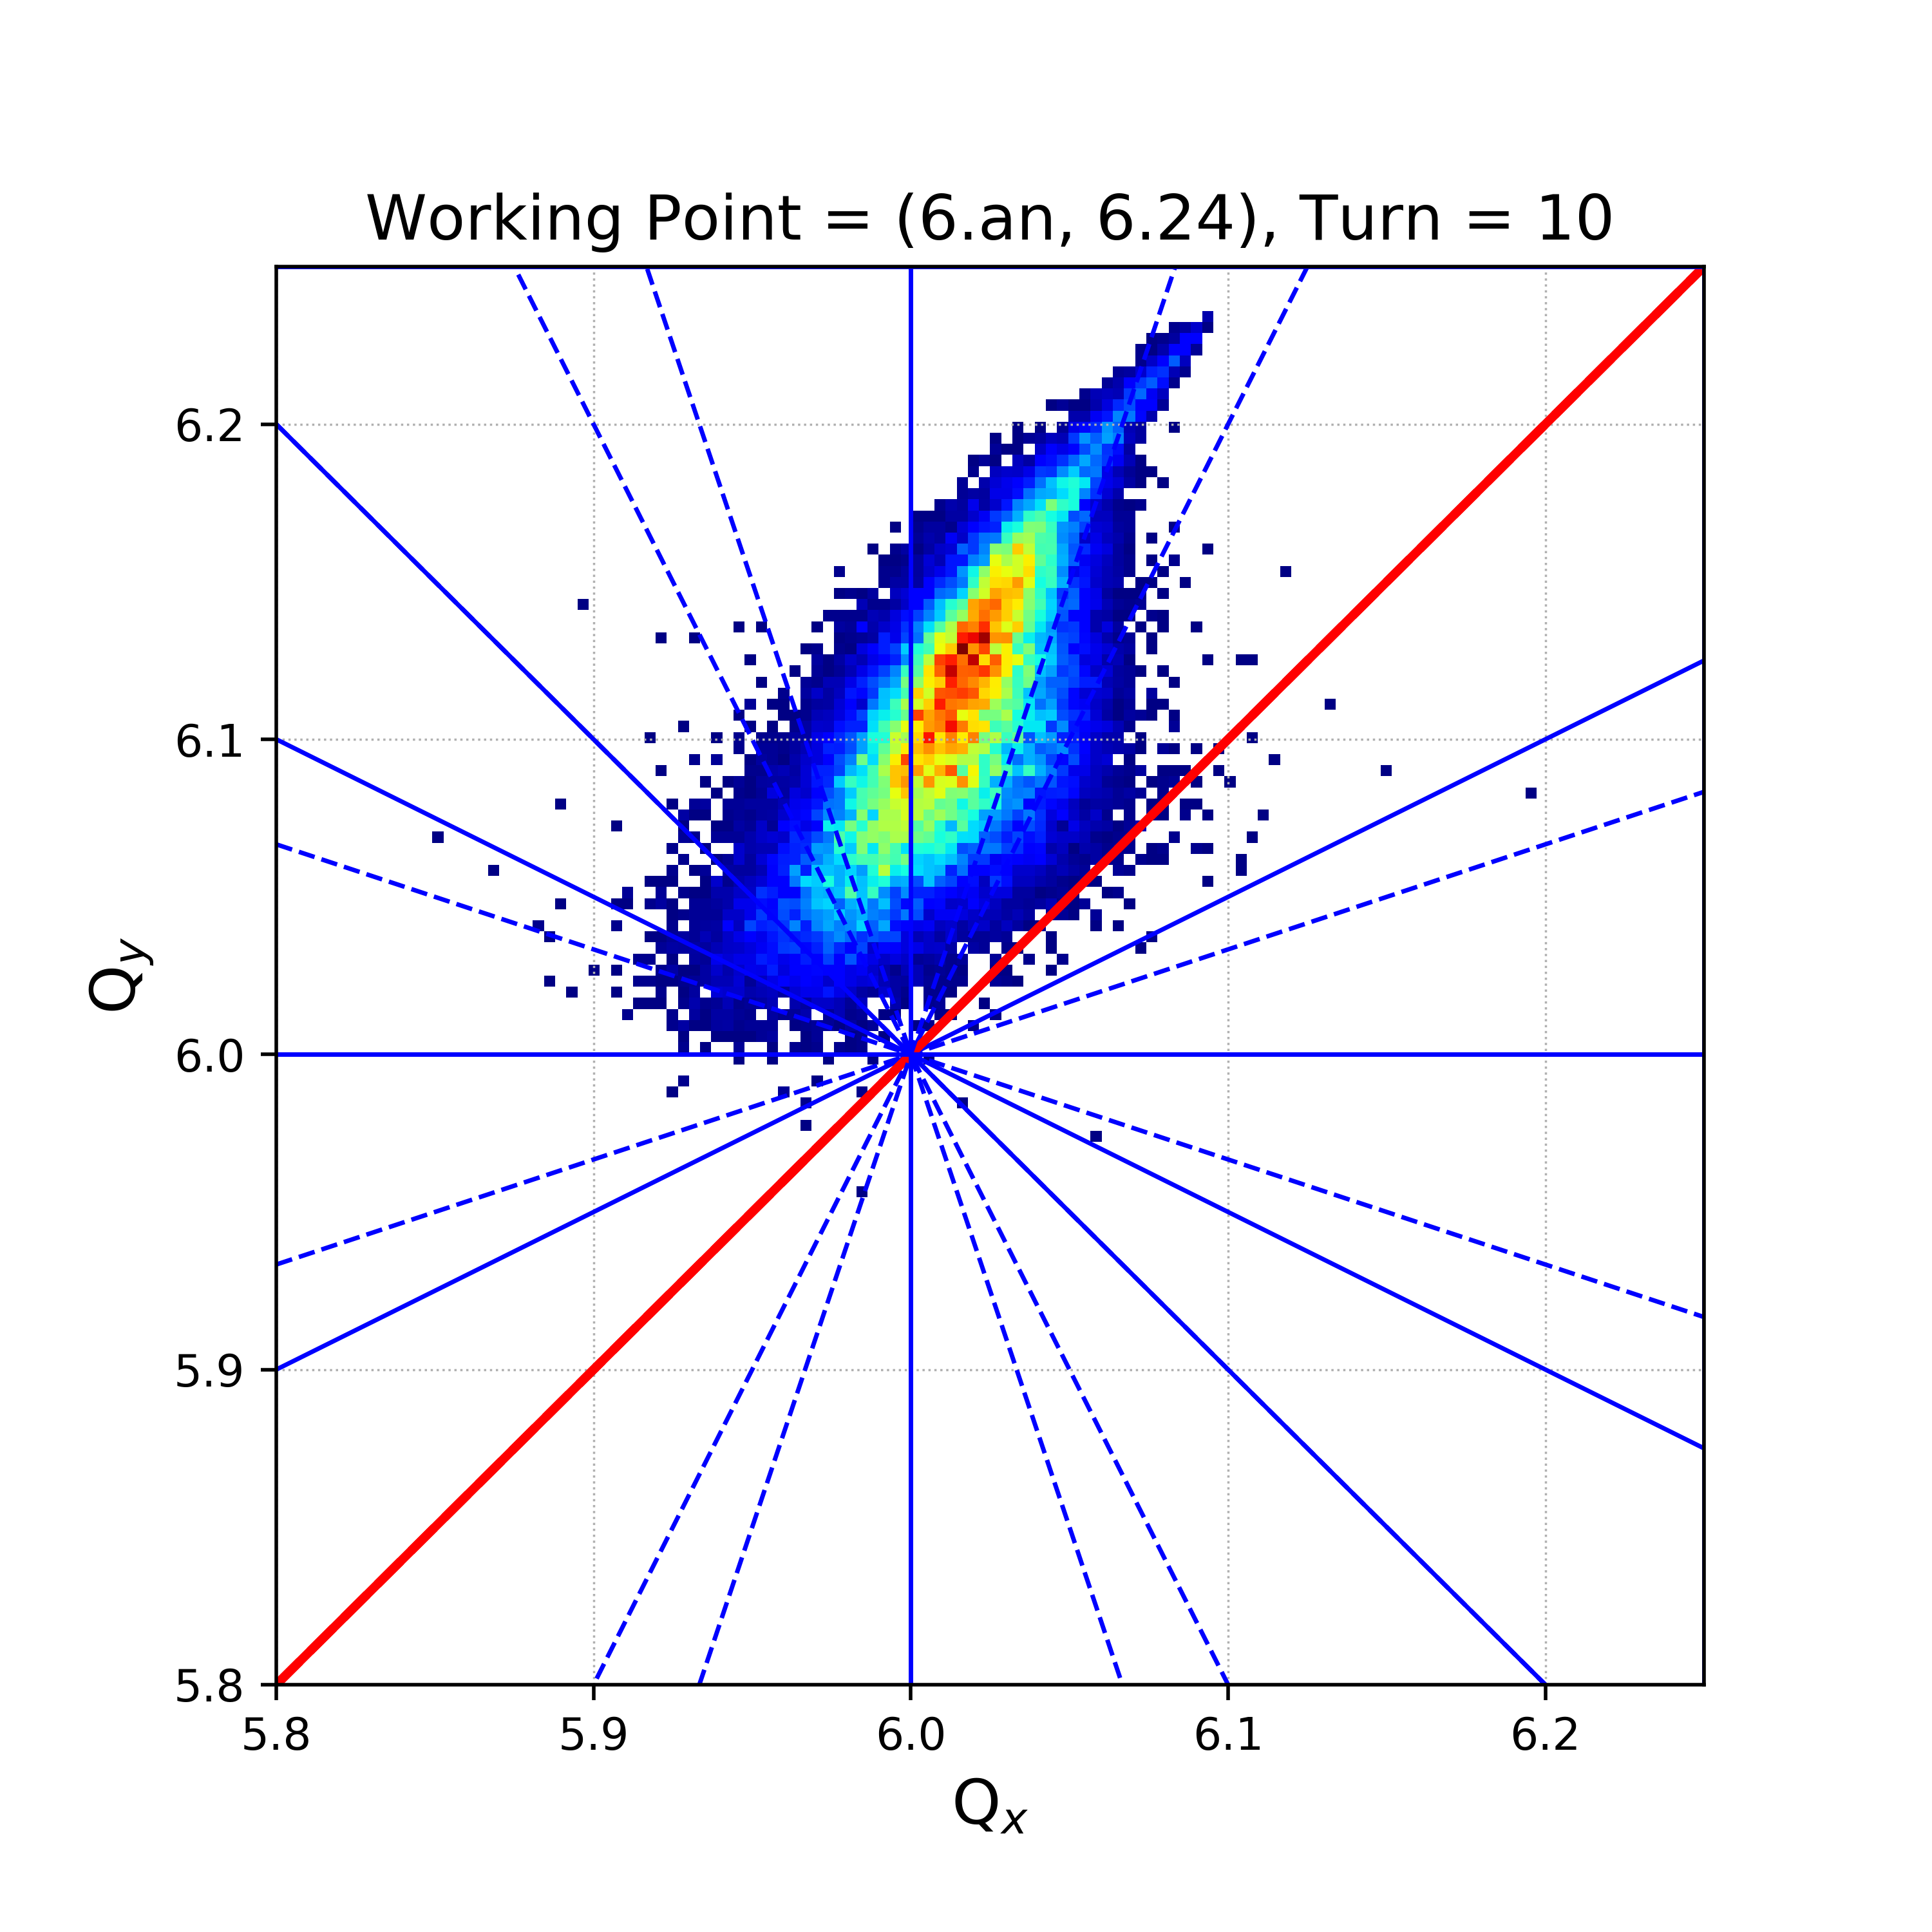 Working Point = (6.an, 6.24), Turn = 10
6.2
6.1
6.0
5.9
5.8
Qy
5.8 5.9 6.0 6.1 6.2
Qx